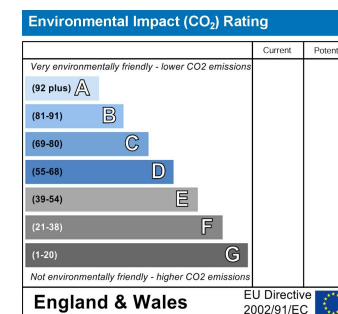 Environmental Impact (CO₂) Rating
Current Potent
Very environmentally friendly - lower CO2 emissions
(92 plus) A
(81-91) B
(69-80) C
(55-68) D
(39-54) E
(21-38) F
(1-20) G
Not environmentally friendly - higher CO2 emissions
England & Wales
EU Directive
2002/91/EC